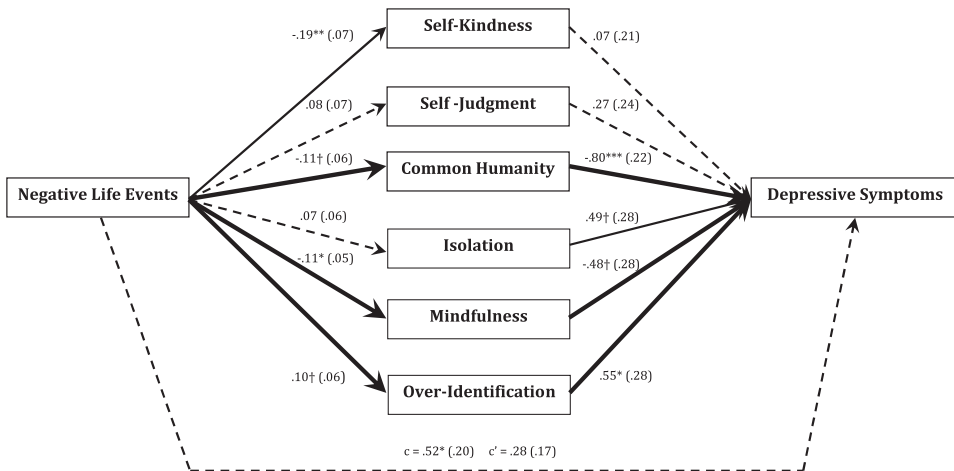 Self-Kindness
-.19** (.07)
.07 (.21)
Self -Judgment
.08 (.07)
.27 (.24)
-.11† (.06)
Common Humanity
-.80*** (.22)
Negative Life Events
Depressive Symptoms
.07 (.06)
Isolation
.49† (.28)
-.11* (.05)
-.48† (.28)
Mindfulness
.10† (.06)
Over-Identification
.55* (.28)
c = .52* (.20) c' = .28 (.17)